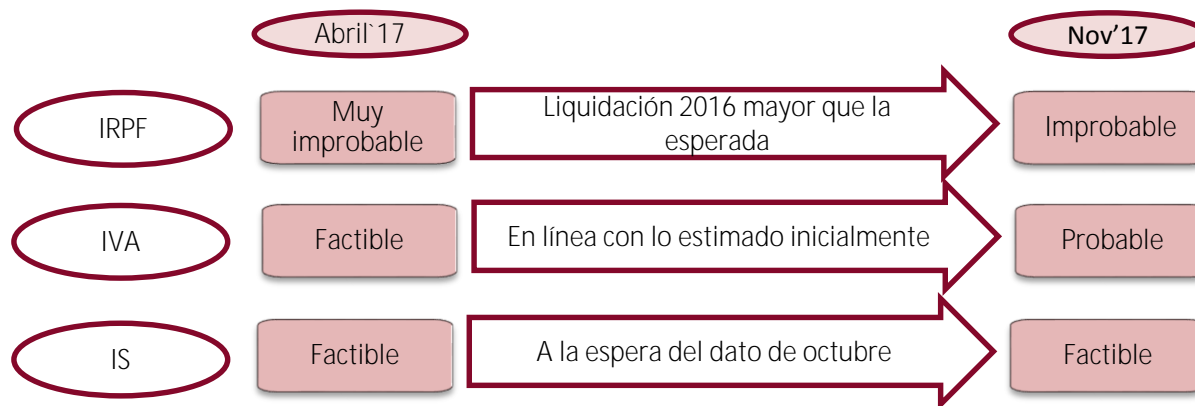 Abril`17
Nov’17
IRPF
Muy
improbable
Liquidación 2016 mayor que la
esperada
Improbable
IVA
Factible
En línea con lo estimado inicialmente
Probable
IS
Factible
A la espera del dato de octubre
Factible